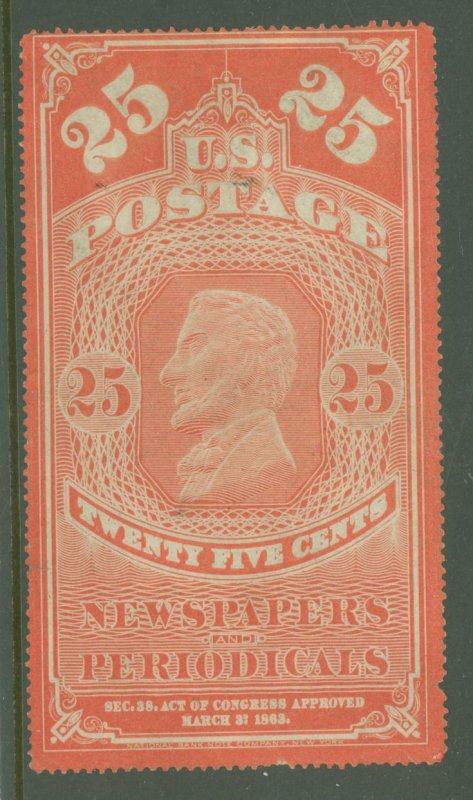 25 25
U.S.
POSTAGE
25 25
TWENTY FIVE CENTS
NEWSPAPERS
AND
PERIODICALS
SEC. 38. ACT OF CONGRESS APPROVED
MARCH 3? 1863.
NATIONAL BANK NOTE COMPANY, NEW YORK